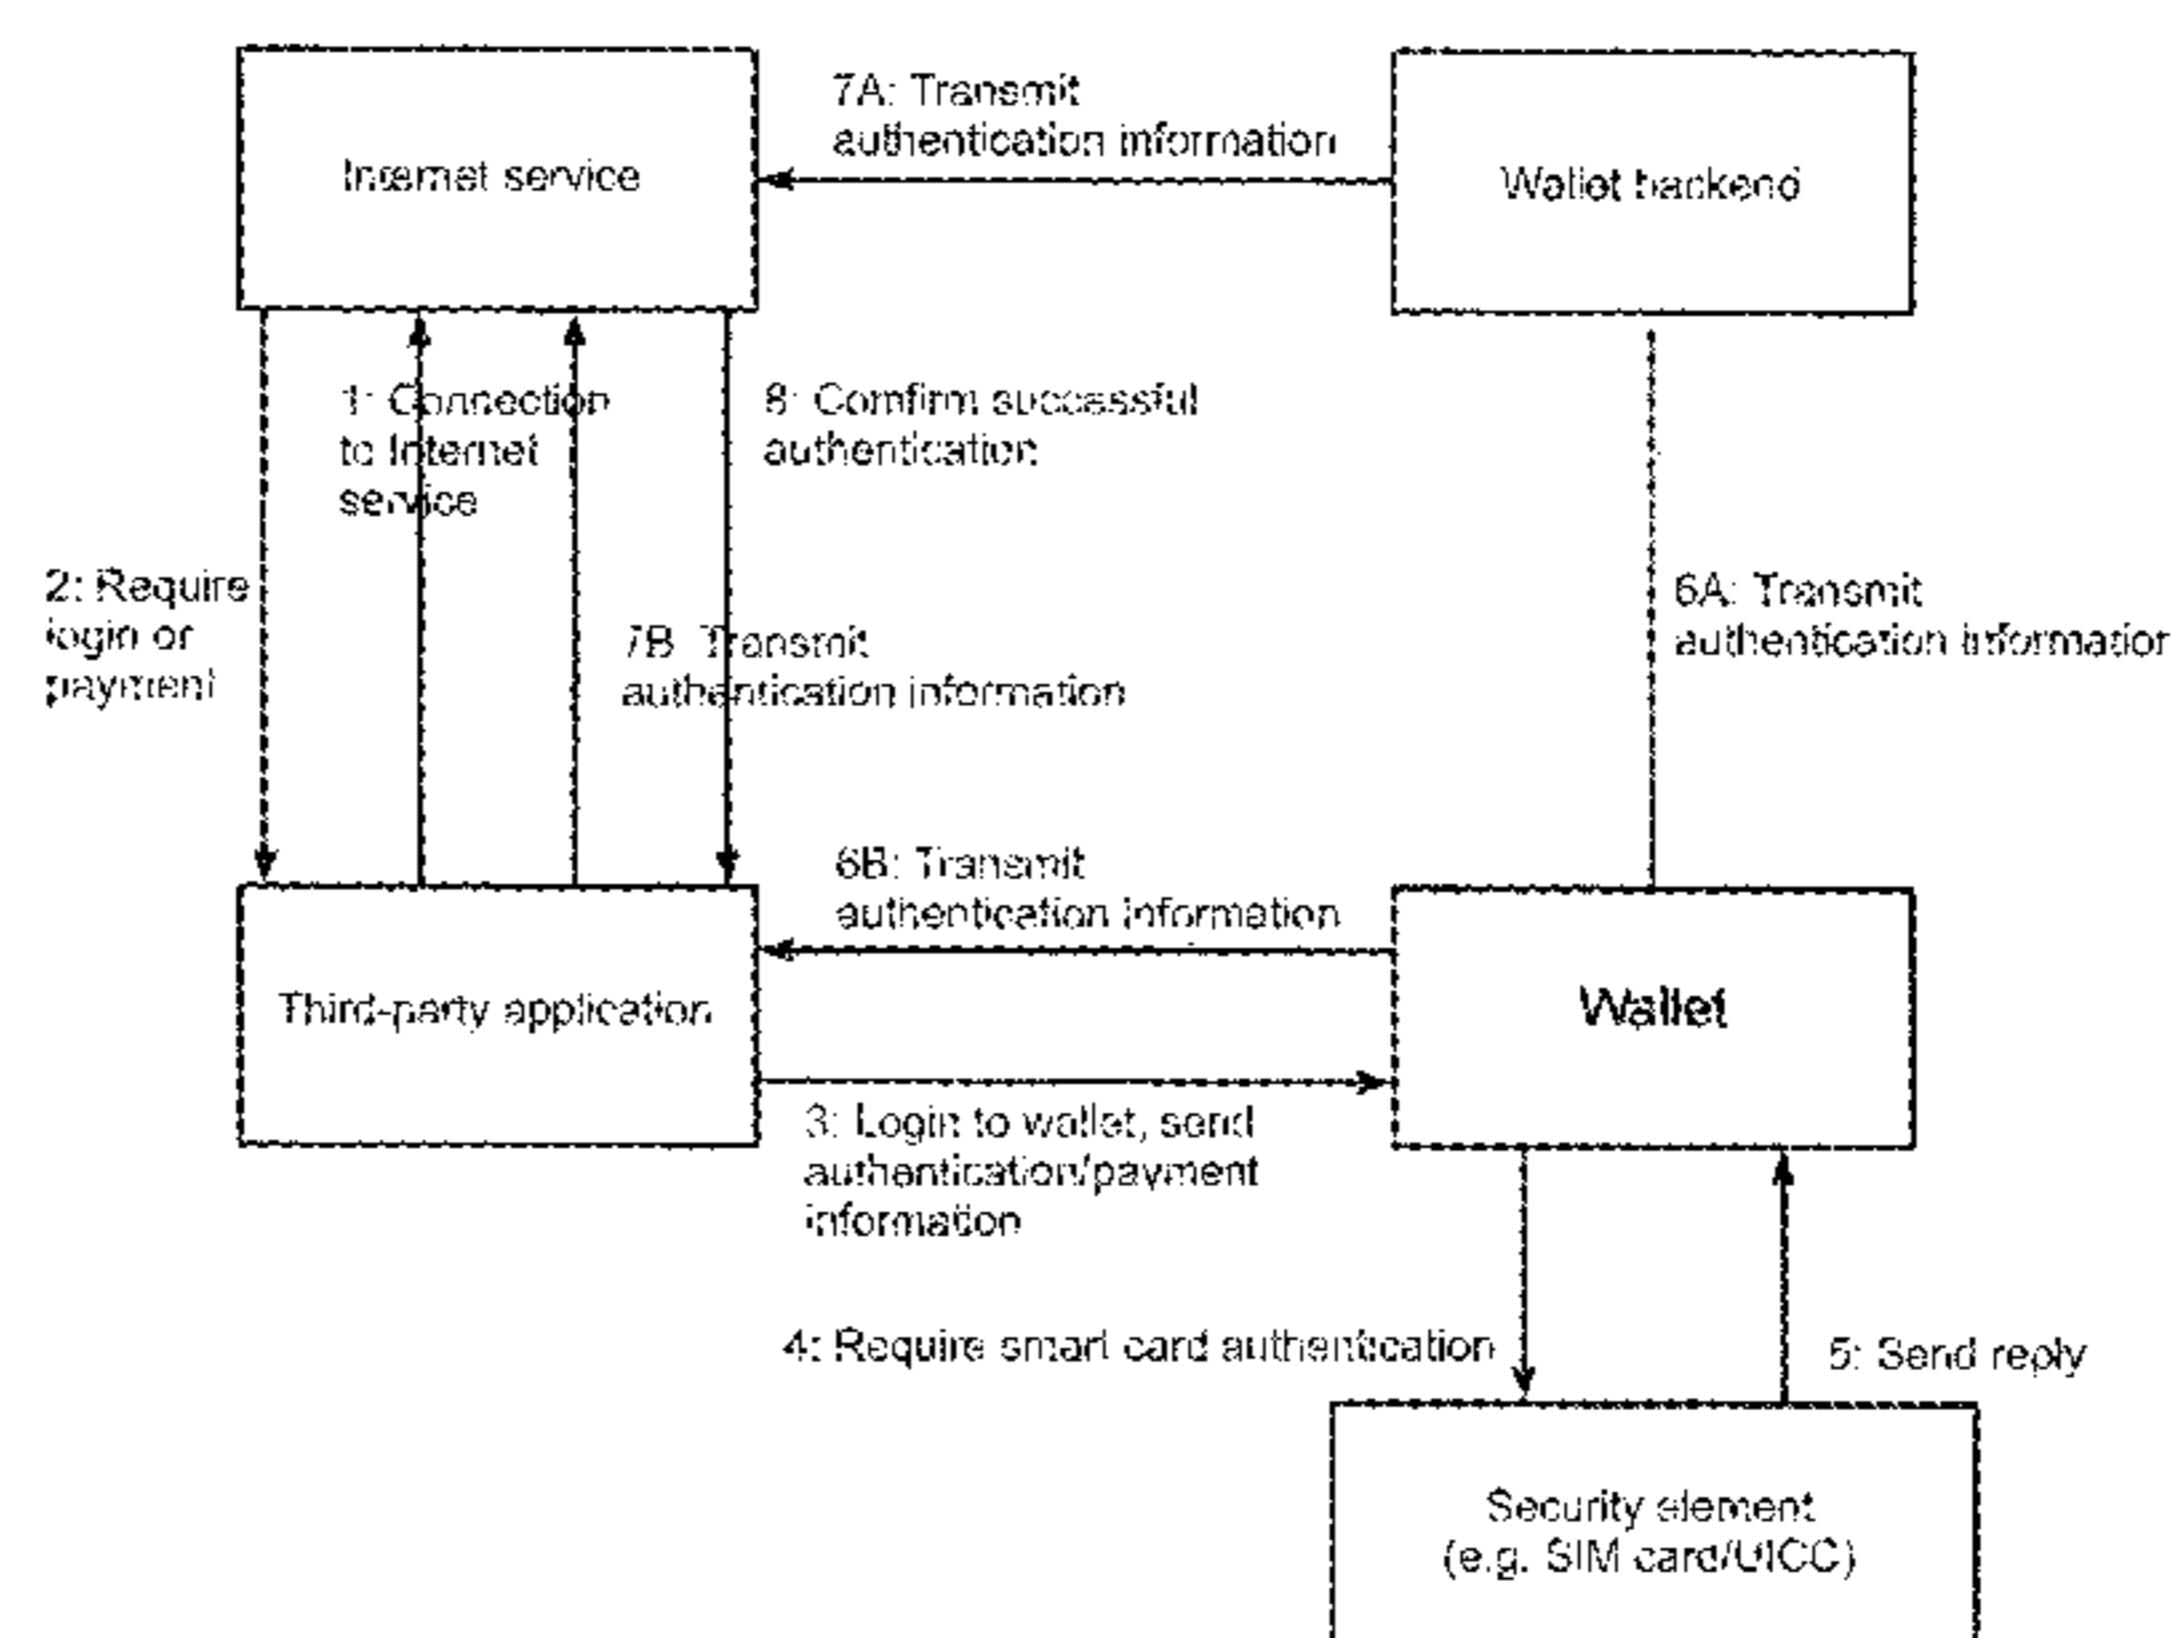 7A: Transmit
authentication information
Internet service
Wallet backend
1: Connection
to Internet
service
8: Comfirm successful
authentication
2: Require
login or
payment
7B Transmit
authentication information
6A: Transmit
authentication information
6B: Transmit
authentication information
Third-party application
Wallet
3: Login to wallet, send
authentication/payment
information
4: Require smart card authentication
5: Send reply
Security element
(e.g. SIM card/UICC)